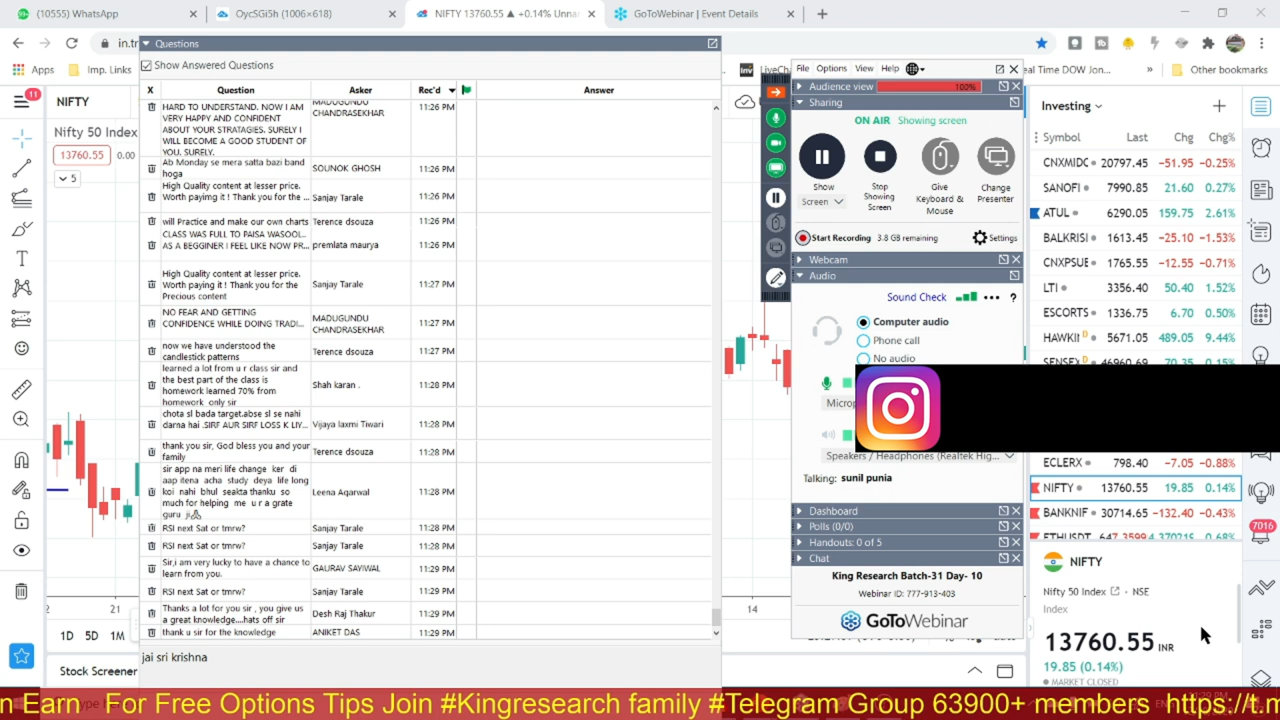 (10555) WhatsApp
OycSGi5h (1006×618)
NIFTY 13760.55 ▲ +0.14% Unna
GoToWebinar | Event Details
in.tr
Apps
Imp. Links
eal Time DOW Jon...
Other bookmarks
Questions
Show Answered Questions
X Question Asker Rec'd Answer
HARD TO UNDERSTAND. NOW I AM
VERY HAPPY AND CONFIDENT
ABOUT YOUR STRATAGIES. SURELY I
WILL BECOME A GOOD STUDENT OF
YOU. SURELY.
MADUGUNDU
CHANDRASEKHAR
11:26 PM
Ab Monday se mera satta bazi band
hoga
SOUNOK GHOSH 11:26 PM
High Quality content at lesser price.
Worth payimg it ! Thank you for the ...
Sanjay Tarale 11:26 PM
will Practice and make our own charts Terence dsouza 11:26 PM
CLASS WAS FULL TO PAISA WASOOL...
AS A BEGGINER I FEEL LIKE NOW PR... premlata maurya 11:26 PM
High Quality content at lesser price.
Worth paying it ! Thank you for the
Precious content
Sanjay Tarale 11:27 PM
NO FEAR AND GETTING
CONFIDENCE WHILE DOING TRADI...
MADUGUNDU
CHANDRASEKHAR
11:27 PM
now we have understood the
candlestick patterns
Terence dsouza 11:27 PM
learned a lot from u r class sir and
the best part of the class is
homework learned 70% from
homework only sir
Shah karan . 11:28 PM
chota sl bada target.abse sl se nahi
darna hai .SIRF AUR SIRF LOSS K LIY...
Vijaya laxmi Tiwari 11:28 PM
thank you sir, God bless you and your
family
Terence dsouza 11:28 PM
sir app na meri life change ker di
aap itena acha study deya life long
koi nahi bhul seakta thanku so
much for helping me u r a grate
guru ji🙏
Leena Agarwal 11:28 PM
RSI next Sat or tmrw? Sanjay Tarale 11:28 PM
RSI next Sat or tmrw? Sanjay Tarale 11:28 PM
Sir,i am very lucky to have a chance to
learn from you.
GAURAV SAYIWAL 11:29 PM
RSI next Sat or tmrw? Sanjay Tarale 11:29 PM
Thanks a lot for you sir , you give us
a great knowledge....hats off sir
Desh Raj Thakur 11:29 PM
thank u sir for the knowledge ANIKET DAS 11:29 PM
jai sri krishna
11
NIFTY
Nifty 50 Index
13760.55 0.00
5
2
21
14
1D 5D 1M
Stock Screener
File Options View Help
Audience view 100%
Sharing
ON AIR Showing screen
Show
Screen
Stop
Showing
Screen
Give
Keyboard &
Mouse
Change
Presenter
Start Recording 3.8 GB remaining Settings
Webcam
Audio
Sound Check ?
Computer audio
Phone call
No audio
Speakers / Headphones (Realtek Hig...
Talking: sunil punia
Dashboard
Polls (0/0)
Handouts: 0 of 5
Chat
King Research Batch-31 Day- 10
Webinar ID: 777-913-403
GoToWebinar
Investing
Symbol Last Chg Chg%
CNXMIDC 20797.45 −51.95 −0.25%
SANOFI 7990.85 21.60 0.27%
ATUL 6290.05 159.75 2.61%
BALKRISI 1613.45 −25.10 −1.53%
CNXPSUE 1765.55 −12.55 −0.71%
LTI 3356.40 50.40 1.52%
ESCORTS 1336.75 6.70 0.50%
HAWKIN D 5671.05 489.05 9.44%
SENSEX 46960.69 70.35 0.15%
ECLERX 798.40 −7.05 −0.88%
NIFTY 13760.55 19.85 0.14%
BANKNIF 30714.65 −132.40 −0.43%
7016
NIFTY
Nifty 50 Index NSE
Index
13760.55 INR
19.85 (0.14%)
MARKET CLOSED
n Earn - For Free Options Tips Join #Kingresearch family #Telegram Group 63900+ members https://t.m